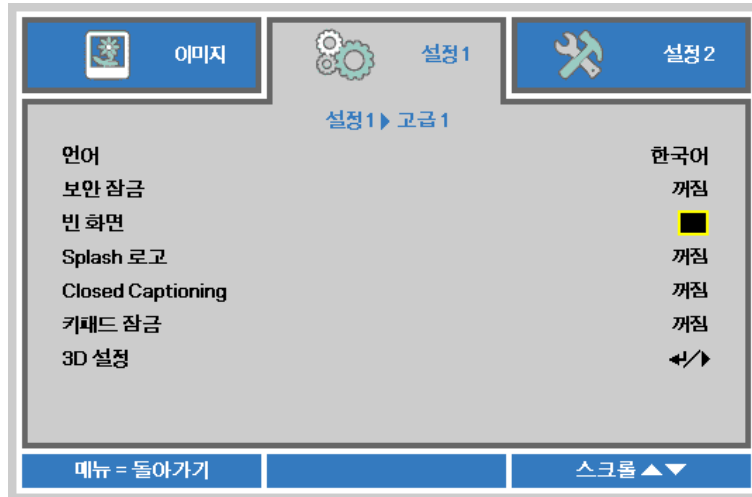 이미지
설정1
설정2
설정1▶고급1
언어 한국어
보안 잠금 꺼짐
빈 화면
Splash 로고 꺼짐
Closed Captioning 꺼짐
키패드 잠금 꺼짐
3D 설정 ↵/▶
메뉴 = 돌아가기
스크롤▲▼